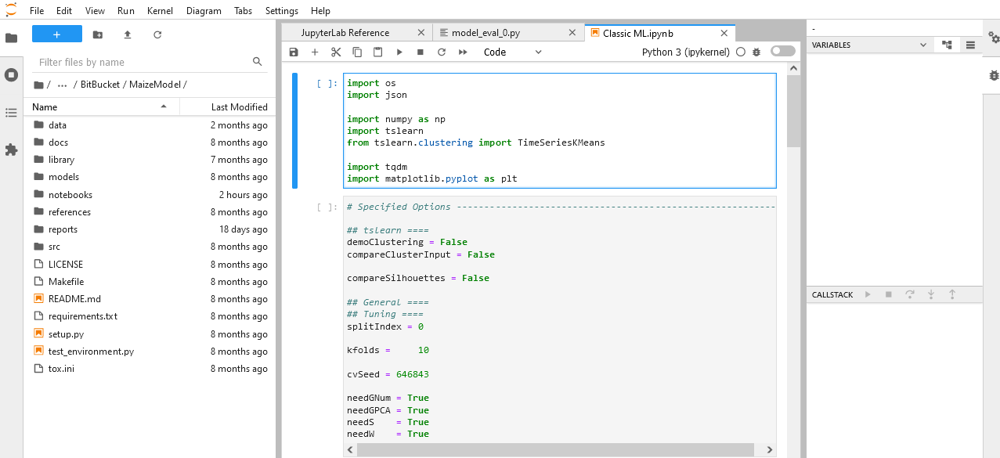 File Edit View Run Kernel Diagram Tabs Settings Help
+
Filter files by name
/ ... / BitBucket / MaizeModel /
Name Last Modified
data 2 months ago
docs 8 months ago
library 7 months ago
models 8 months ago
notebooks 2 hours ago
references 8 months ago
reports 18 days ago
src 8 months ago
LICENSE 8 months ago
Makefile 8 months ago
README.md 8 months ago
requirements.txt 8 months ago
setup.py 8 months ago
test_environment.py 8 months ago
tox.ini 8 months ago
JupyterLab Reference model_eval_0.py Classic ML.ipynb
Code Python 3 (ipykernel)
[ ]: import os
import json
import numpy as np
import tslearn
from tslearn.clustering import TimeSeriesKMeans
import tqdm
import matplotlib.pyplot as plt
[ ]: # Specified Options ----------------------------------------------------------
## tslearn ====
demoClustering = False
compareClusterInput = False
compareSilhouettes = False
## General ====
## Tuning ====
splitIndex = 0
kfolds =     10
cvSeed = 646843
needGNum = True
needGPCA = True
needS    = True
needW    = True
-
VARIABLES
CALLSTACK